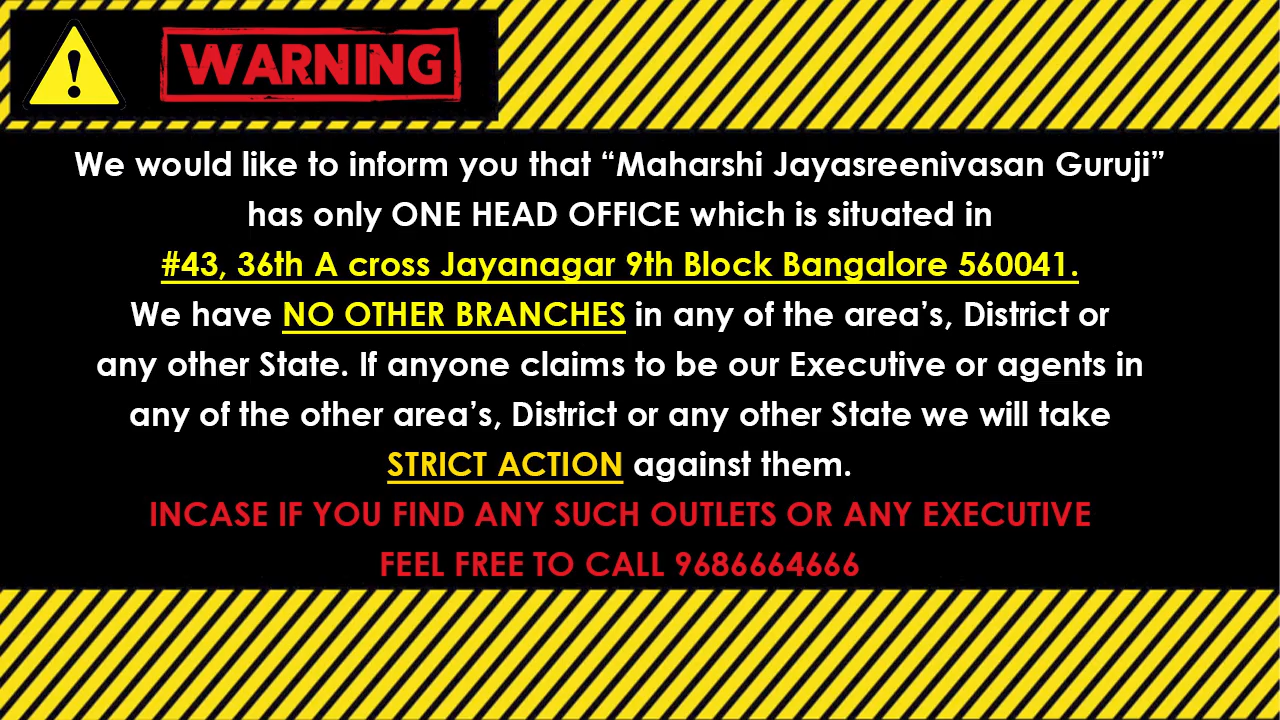 WARNING
We would like to inform you that “Maharshi Jayasreenivasan Guruji”
has only ONE HEAD OFFICE which is situated in
#43, 36th A cross Jayanagar 9th Block Bangalore 560041.
We have NO OTHER BRANCHES in any of the area’s, District or
any other State. If anyone claims to be our Executive or agents in
any of the other area’s, District or any other State we will take
STRICT ACTION against them.
INCASE IF YOU FIND ANY SUCH OUTLETS OR ANY EXECUTIVE
FEEL FREE TO CALL 9686664666